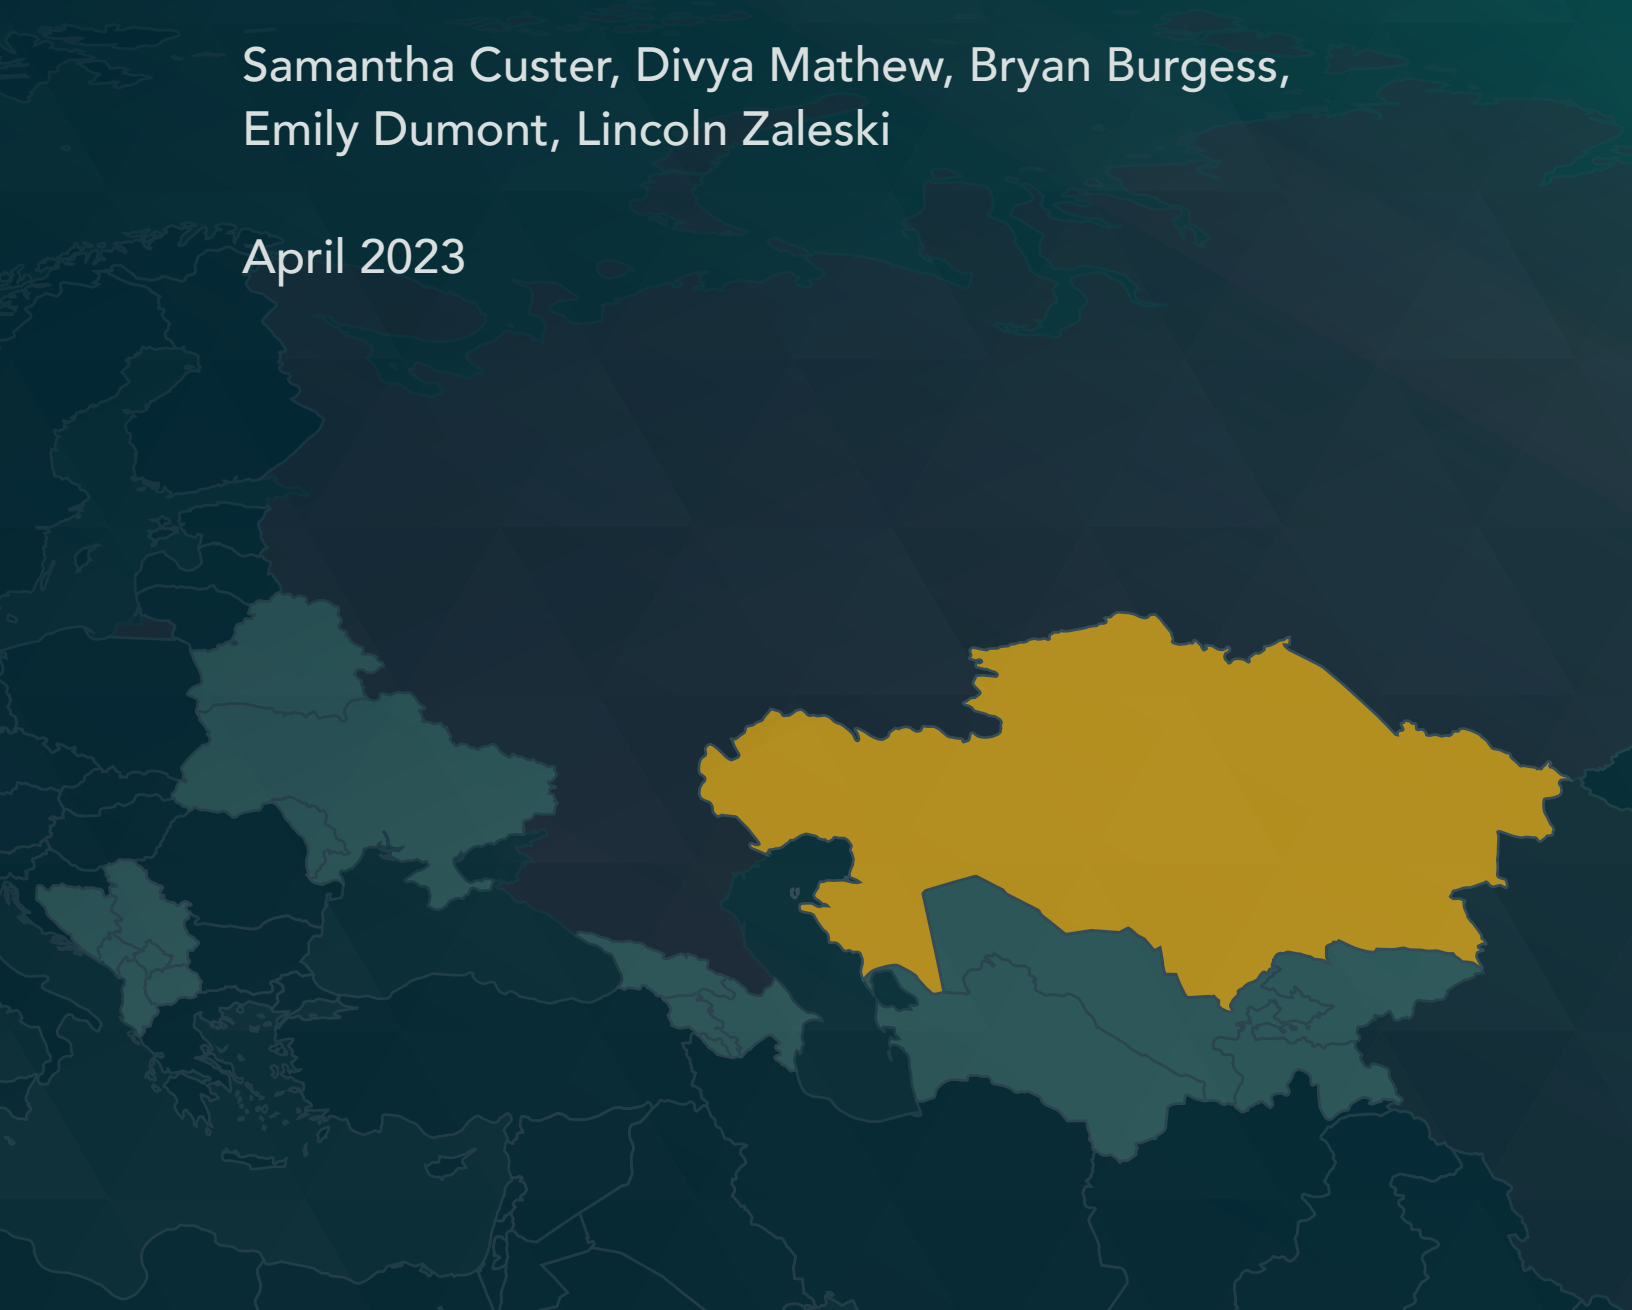 Samantha Custer, Divya Mathew, Bryan Burgess,
Emily Dumont, Lincoln Zaleski
April 2023